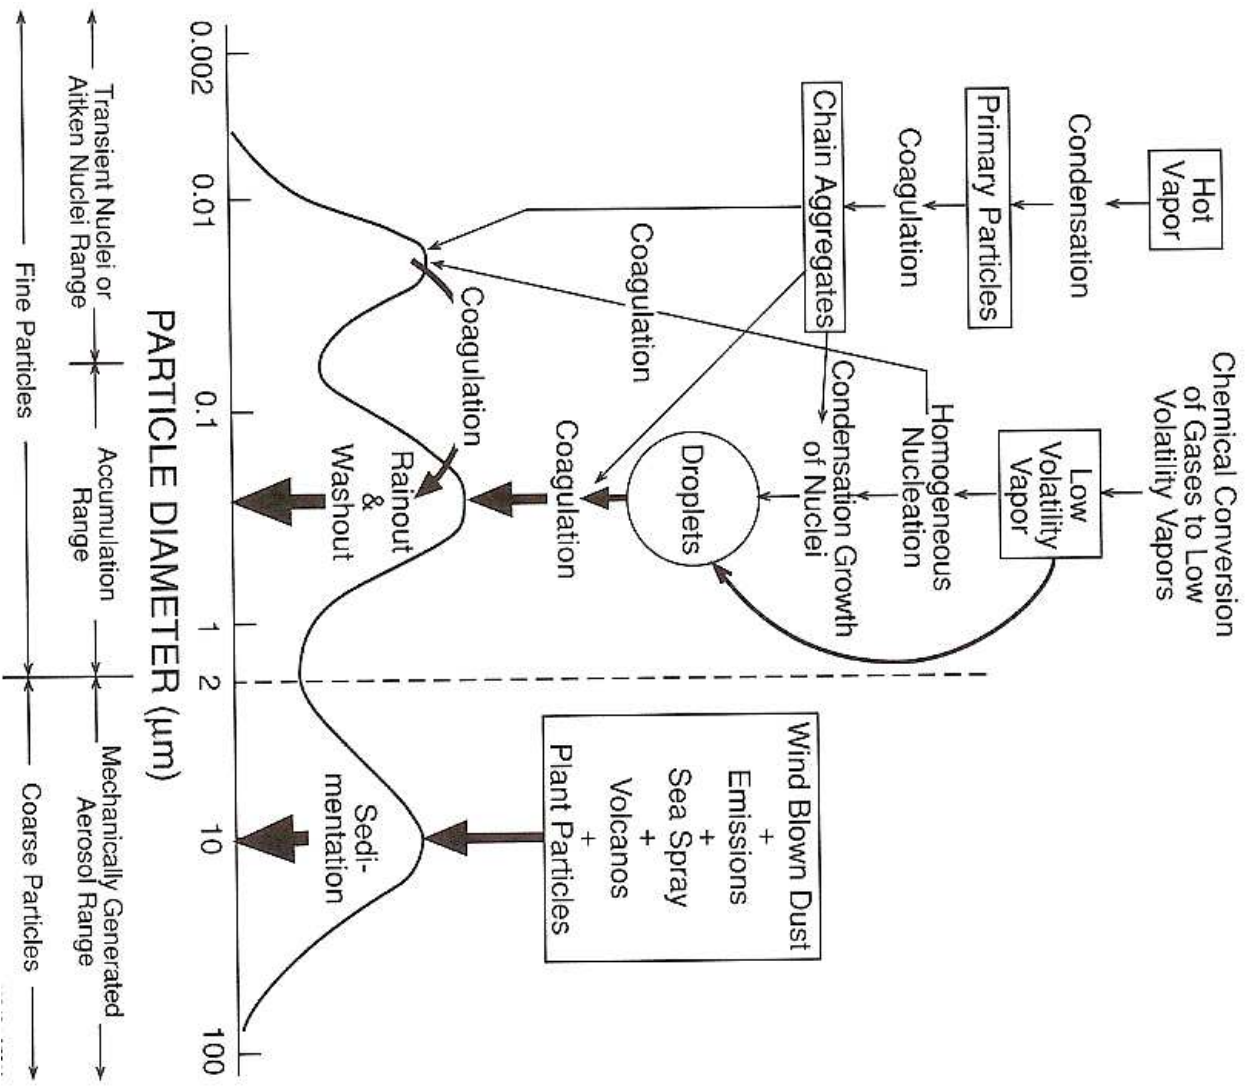 Chemical Conversion
of Gases to Low
Volatility Vapors
Hot
Vapor
Condensation
Primary Particles
Coagulation
Chain Aggregates
Low
Volatility
Vapor
Homogeneous
Nucleation
Condensation Growth
of Nuclei
Droplets
Coagulation
Coagulation
Coagulation
Rainout
&
Washout
Wind Blown Dust
+
Emissions
+
Sea Spray
+
Volcanos
+
Plant Particles
Sedi-
mentation
0.002
0.01
0.1
1
2
10
100
PARTICLE DIAMETER (μm)
Transient Nuclei or
Aitken Nuclei Range
Accumulation
Range
Mechanically Generated
Aerosol Range
Fine Particles
Coarse Particles